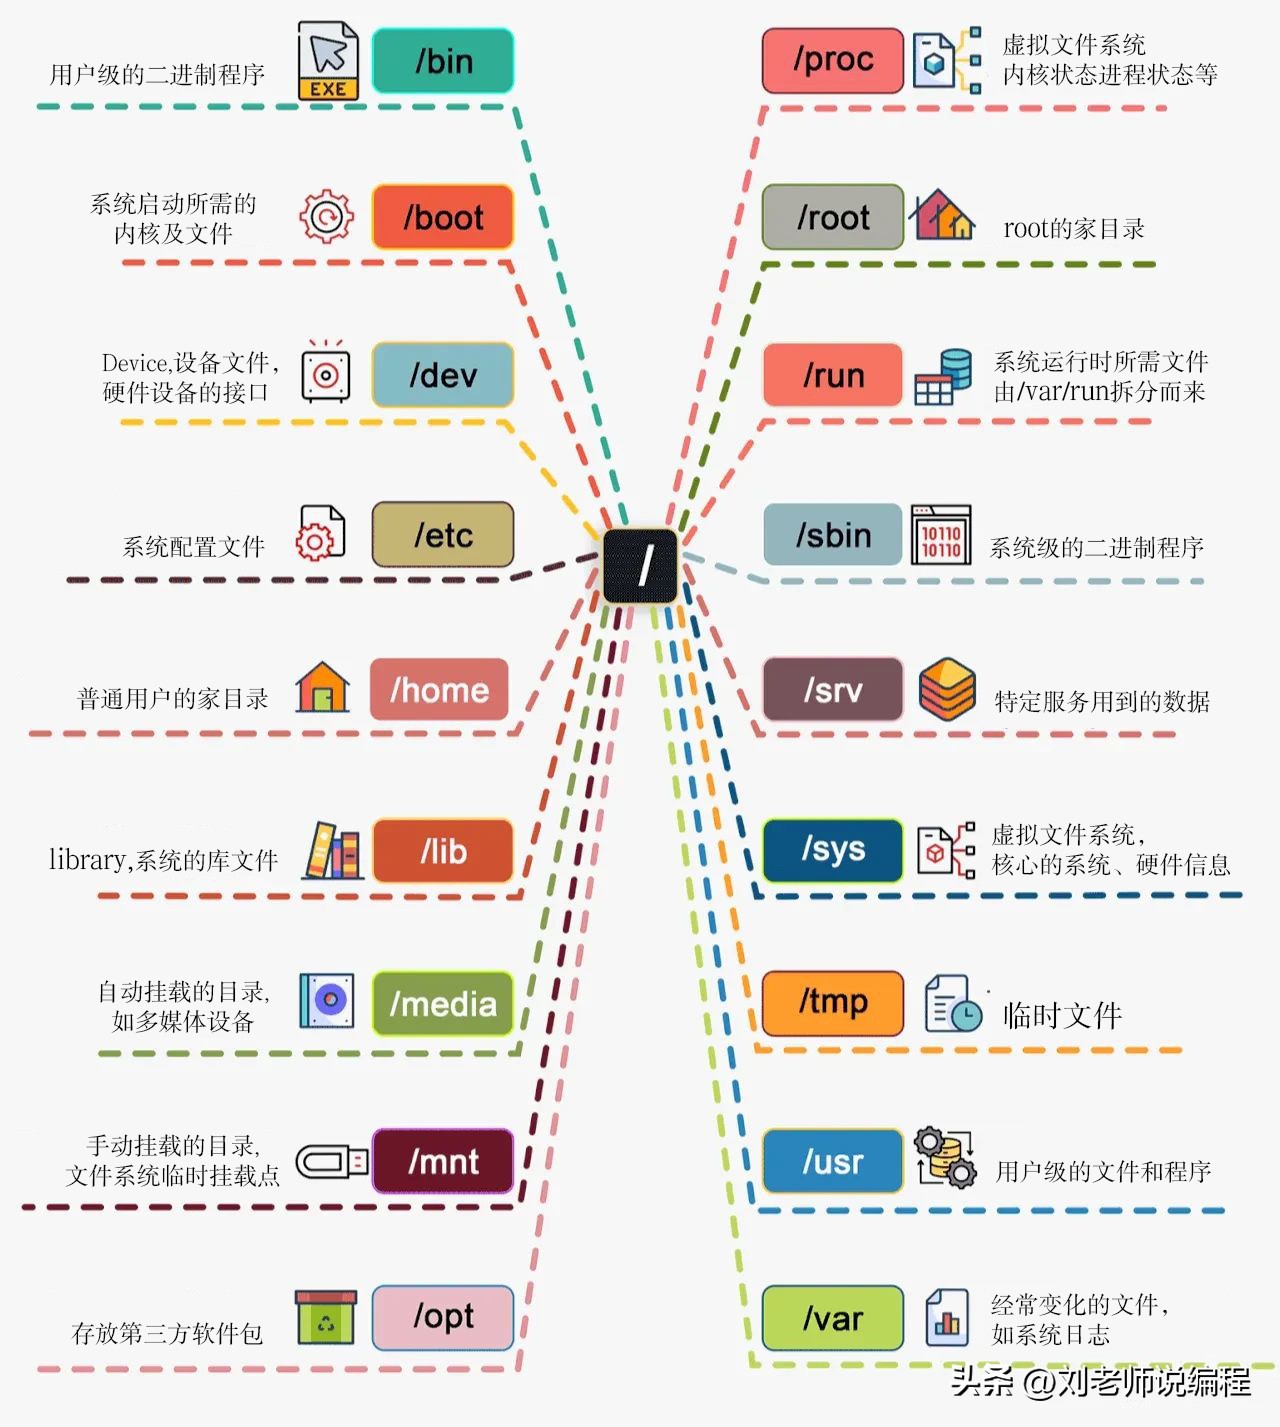 /bin
用户级的二进制程序
EXE
/boot
系统启动所需的
内核及文件
/dev
Device,设备文件,
硬件设备的接口
/etc
系统配置文件
/home
普通用户的家目录
/lib
library,系统的库文件
/media
自动挂载的目录,
如多媒体设备
/mnt
手动挂载的目录,
文件系统临时挂载点
/opt
存放第三方软件包
/
/proc
虚拟文件系统
内核状态进程状态等
/root
root的家目录
/run
系统运行时所需文件
由/var/run拆分而来
/sbin
10110
10110
系统级的二进制程序
/srv
特定服务用到的数据
/sys
虚拟文件系统,
核心的系统、硬件信息
/tmp
临时文件
/usr
用户级的文件和程序
/var
经常变化的文件,
如系统日志
头条 @刘老师说编程